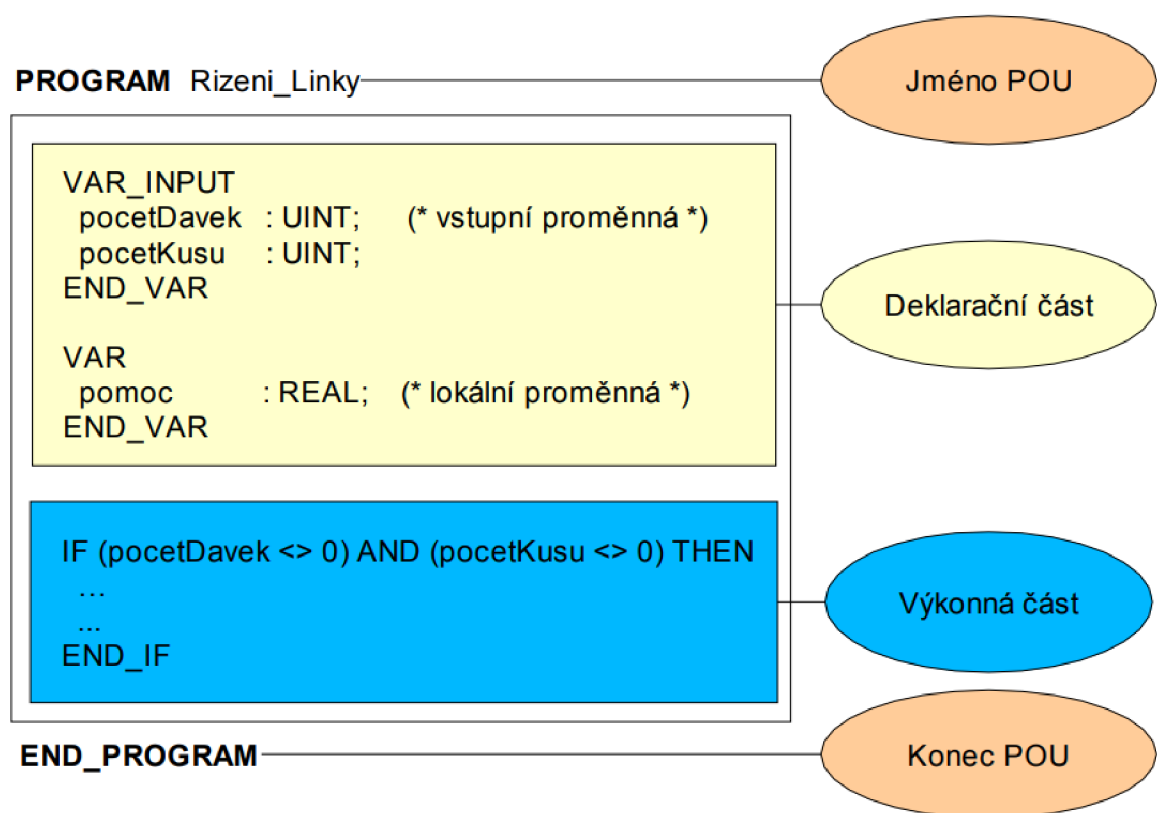 PROGRAM Rizeni_Linky
Jméno POU
VAR_INPUT
pocetDavek : UINT; (* vstupní proměnná *)
pocetKusu : UINT;
END_VAR
Deklarační část
VAR
pomoc : REAL; (* lokální proměnná *)
END_VAR
IF (pocetDavek <> 0) AND (pocetKusu <> 0) THEN
...
...
END_IF
Výkonná část
END_PROGRAM
Konec POU